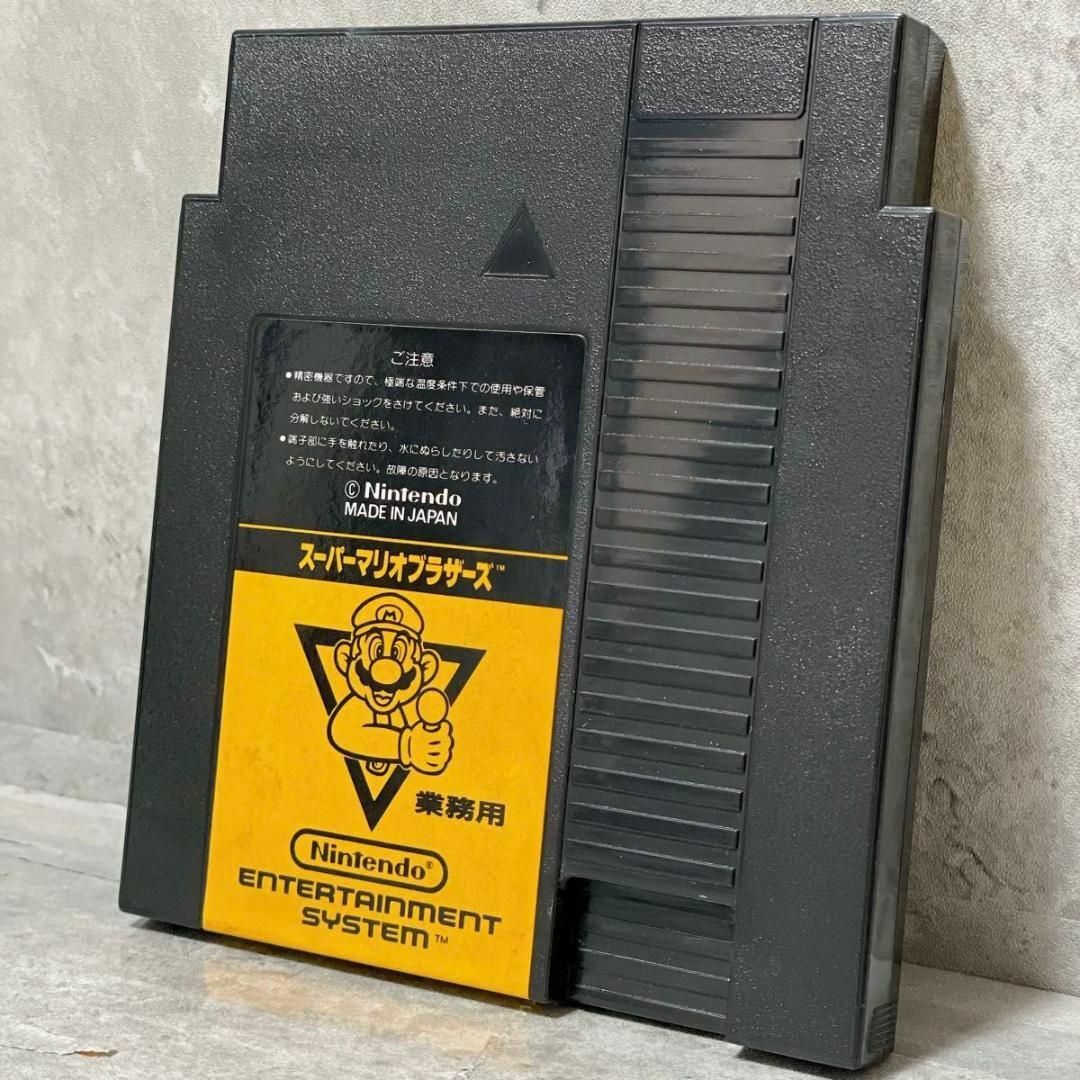 ご注意
●精密機器ですので、極端な温度条件下での使用や保管
および強いショックをさけてください。また、絶対に
分解しないでください。
●端子部に手を触れたり、水にぬらしたりして汚さない
ようにしてください。故障の原因となります。
© Nintendo
MADE IN JAPAN
スーパーマリオブラザーズ™
M
業務用
Nintendo®
ENTERTAINMENT
SYSTEM™